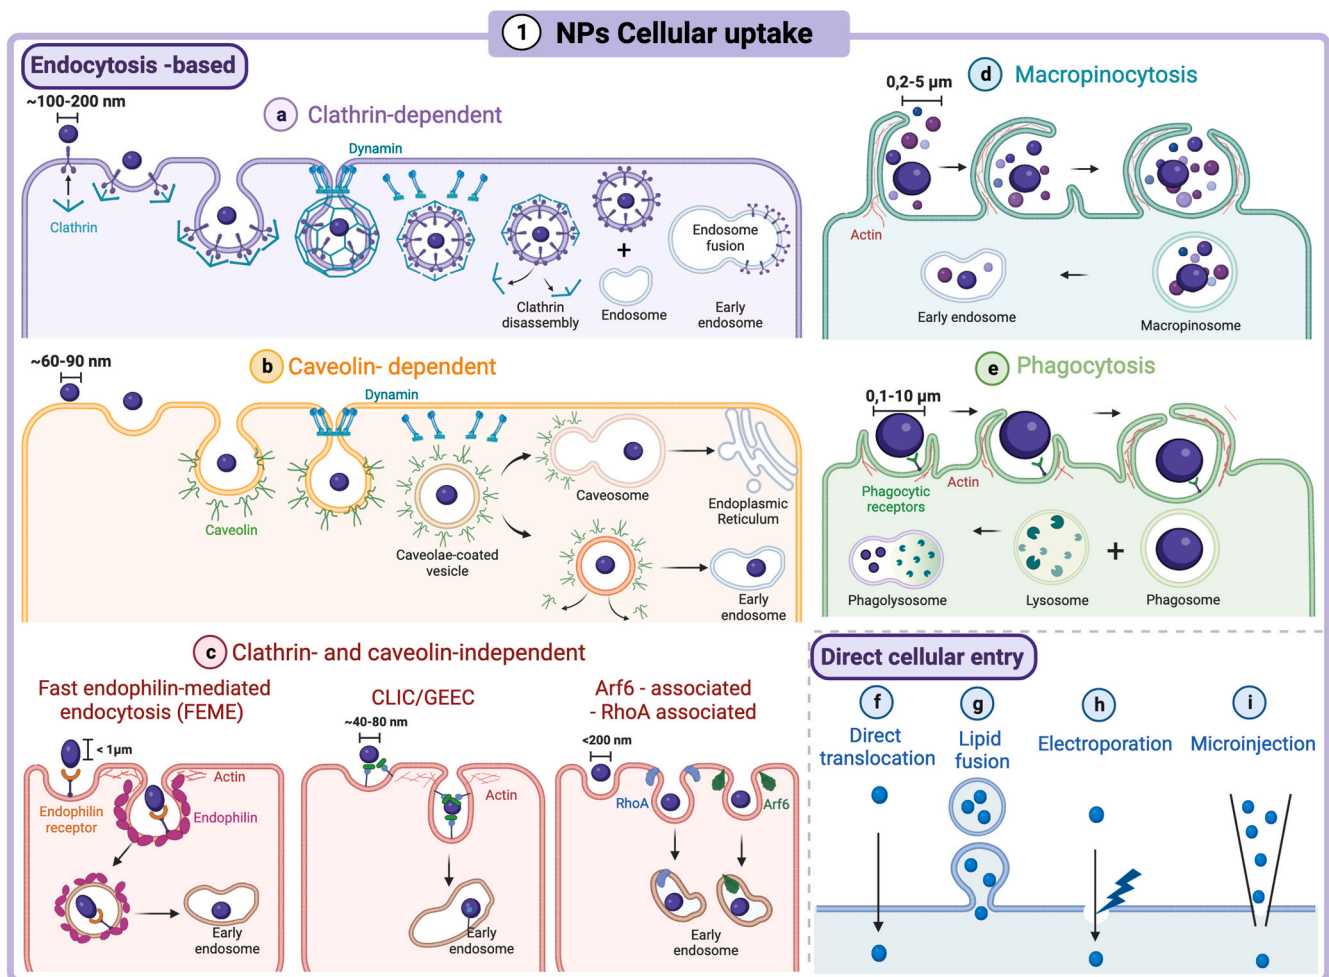 1 NPs Cellular uptake
Endocytosis -based
~100-200 nm
a Clathrin-dependent
Dynamin
Clathrin
Clathrin
disassembly
+
Endosome
Endosome
fusion
Early
endosome
~60-90 nm
b Caveolin- dependent
Dynamin
Caveolin
Caveolae-coated
vesicle
Caveosome
Endoplasmic
Reticulum
Early
endosome
c Clathrin- and caveolin-independent
Fast endophilin-mediated
endocytosis (FEME)
< 1µm
Actin
Endophilin
receptor
Endophilin
Early
endosome
CLIC/GEEC
~40-80 nm
Actin
Early
endosome
Arf6 - associated
- RhoA associated
<200 nm
RhoA
Arf6
Early
endosome
d Macropinocytosis
0,2-5 µm
Actin
Early endosome
Macropinosome
e Phagocytosis
0,1-10 µm
Phagocytic
receptors
Actin
Phagolysosome
Lysosome
+
Phagosome
Direct cellular entry
f
Direct
translocation
g
Lipid
fusion
h
Electroporation
i
Microinjection